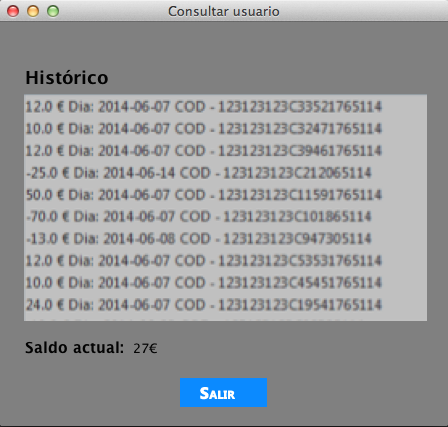 Consultar usuario
Histórico
12.0 € Dia: 2014-06-07 COD - 123123123C33521765114
10.0 € Dia: 2014-06-07 COD - 123123123C32471765114
12.0 € Dia: 2014-06-07 COD - 123123123C39461765114
-25.0 € Dia: 2014-06-14 COD - 123123123C212065114
50.0 € Dia: 2014-06-07 COD - 123123123C11591765114
-70.0 € Dia: 2014-06-07 COD - 123123123C101865114
-13.0 € Dia: 2014-06-08 COD - 123123123C947305114
12.0 € Dia: 2014-06-07 COD - 123123123C53531765114
10.0 € Dia: 2014-06-07 COD - 123123123C45451765114
24.0 € Dia: 2014-06-07 COD - 123123123C19541765114
Saldo actual: 27€
Salir